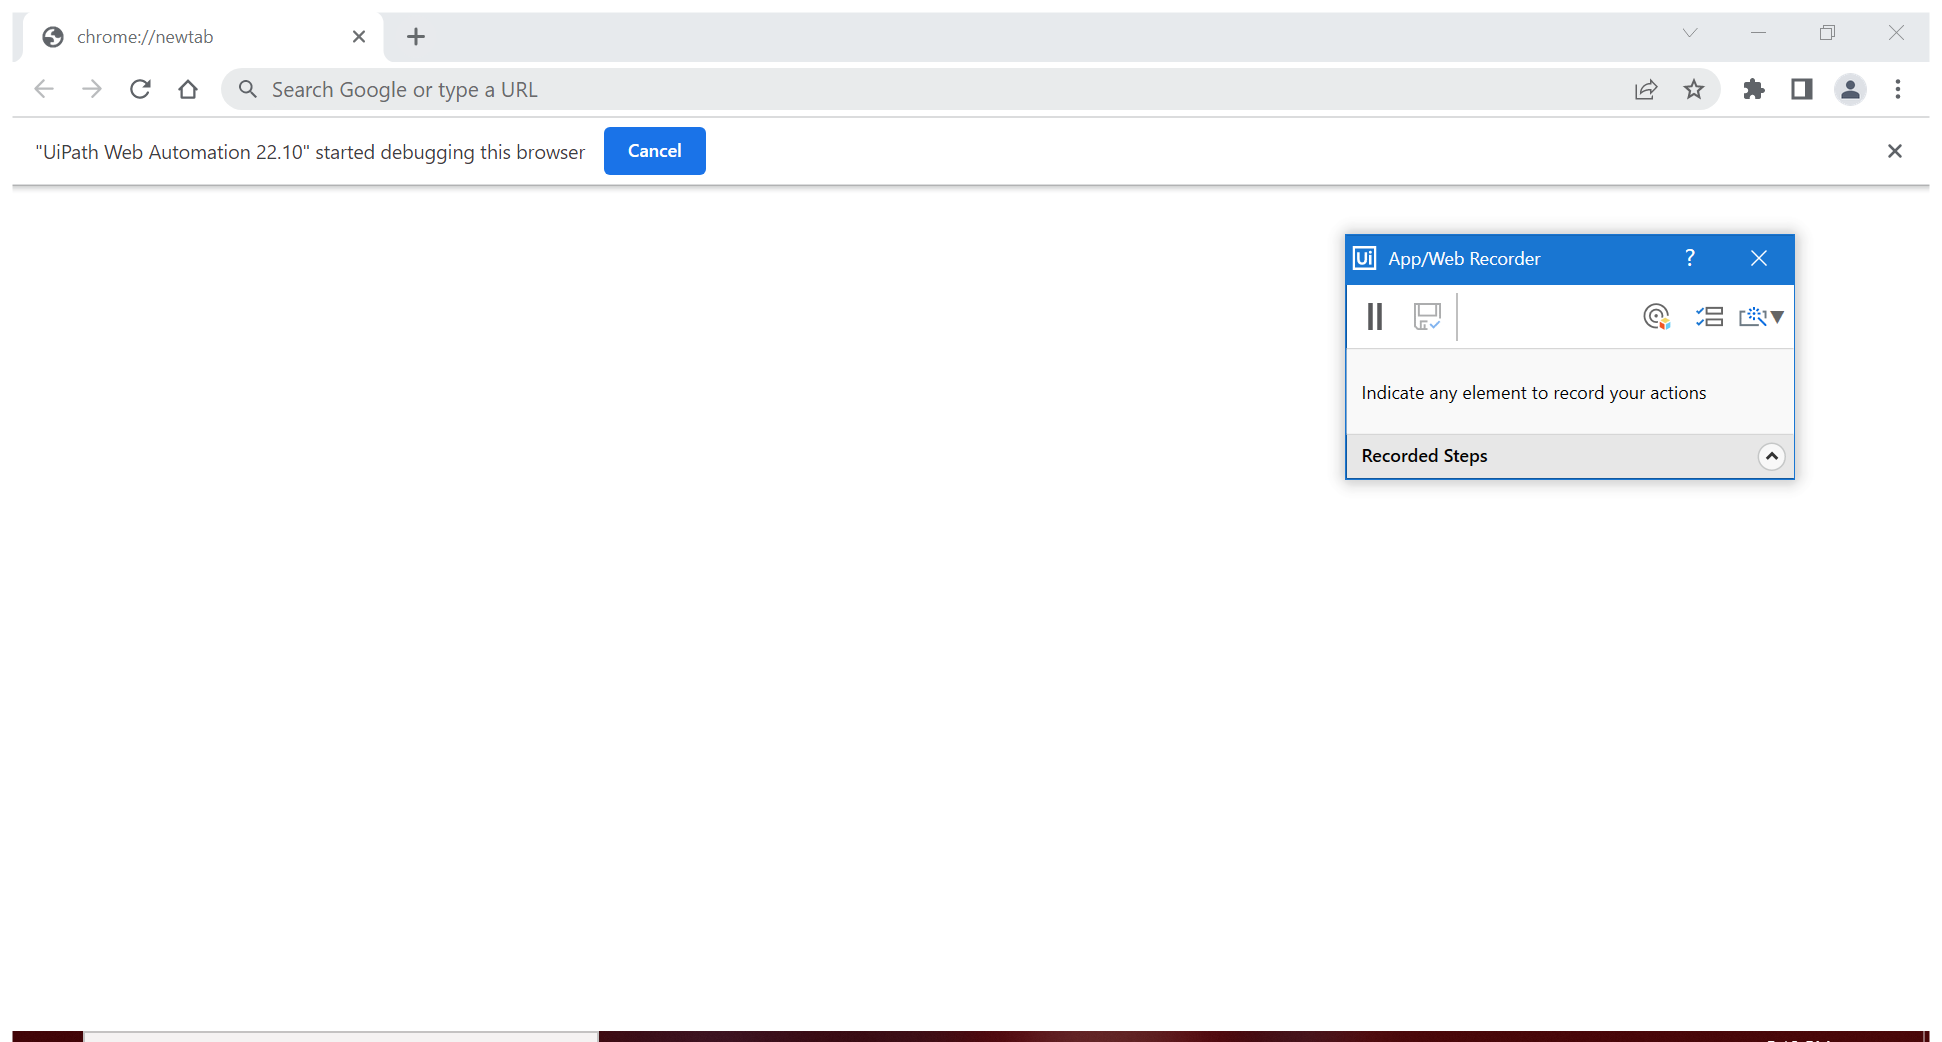 chrome://newtab
Search Google or type a URL
"UiPath Web Automation 22.10" started debugging this browser
Cancel
Ui App/Web Recorder ?
Indicate any element to record your actions
Recorded Steps